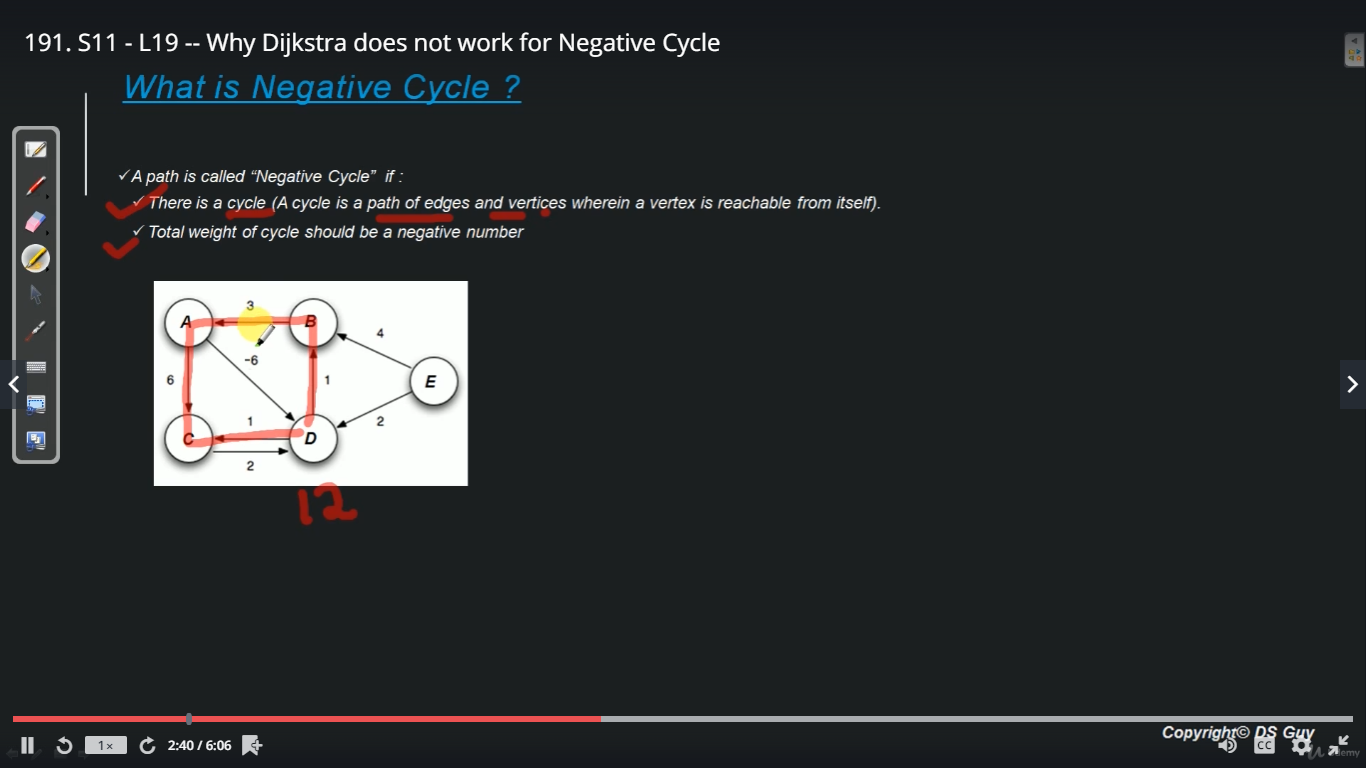 191. S11 - L19 -- Why Dijkstra does not work for Negative Cycle
What is Negative Cycle ?
✓A path is called “Negative Cycle” if :
✓ There is a cycle (A cycle is a path of edges and vertices wherein a vertex is reachable from itself).
✓ Total weight of cycle should be a negative number
3
A B
4
-6
6 1 E
1 2
C D
2
12
Copyright© DS Guy
1× 2:40 / 6:06 CC